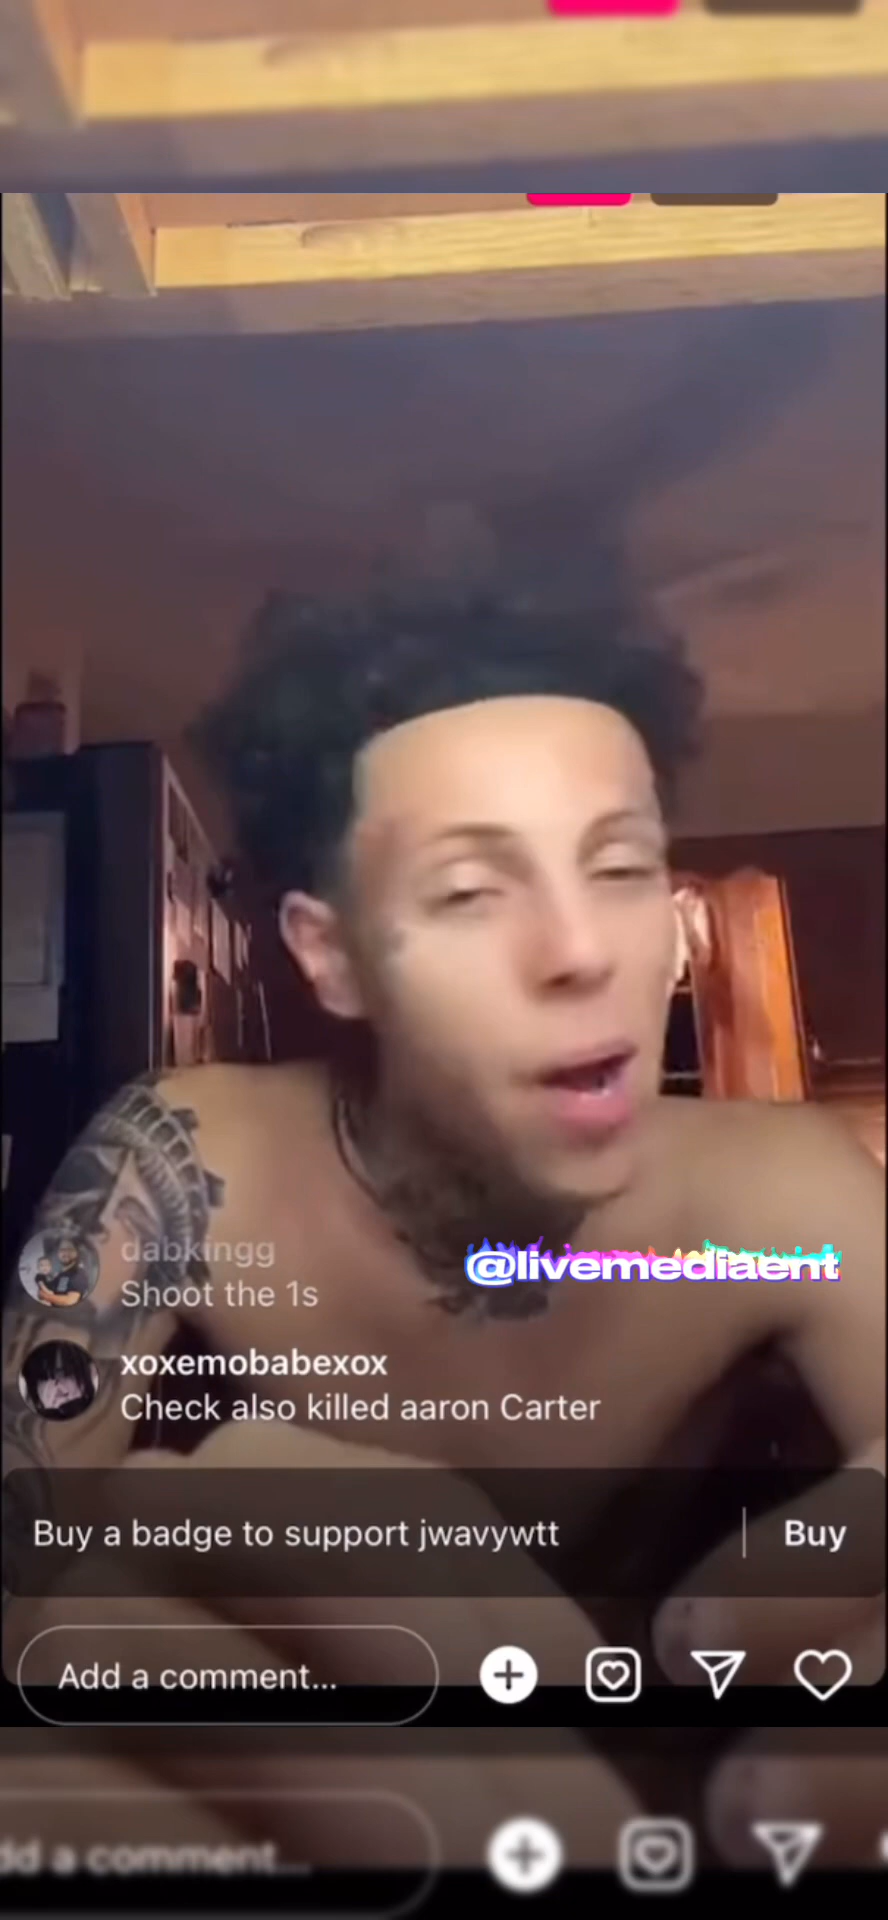 dabkingg
Shoot the 1s
@livemediaent
xoxemobabexox
Check also killed aaron Carter
Buy a badge to support jwavywtt
Buy
Add a comment...
dd a comment...